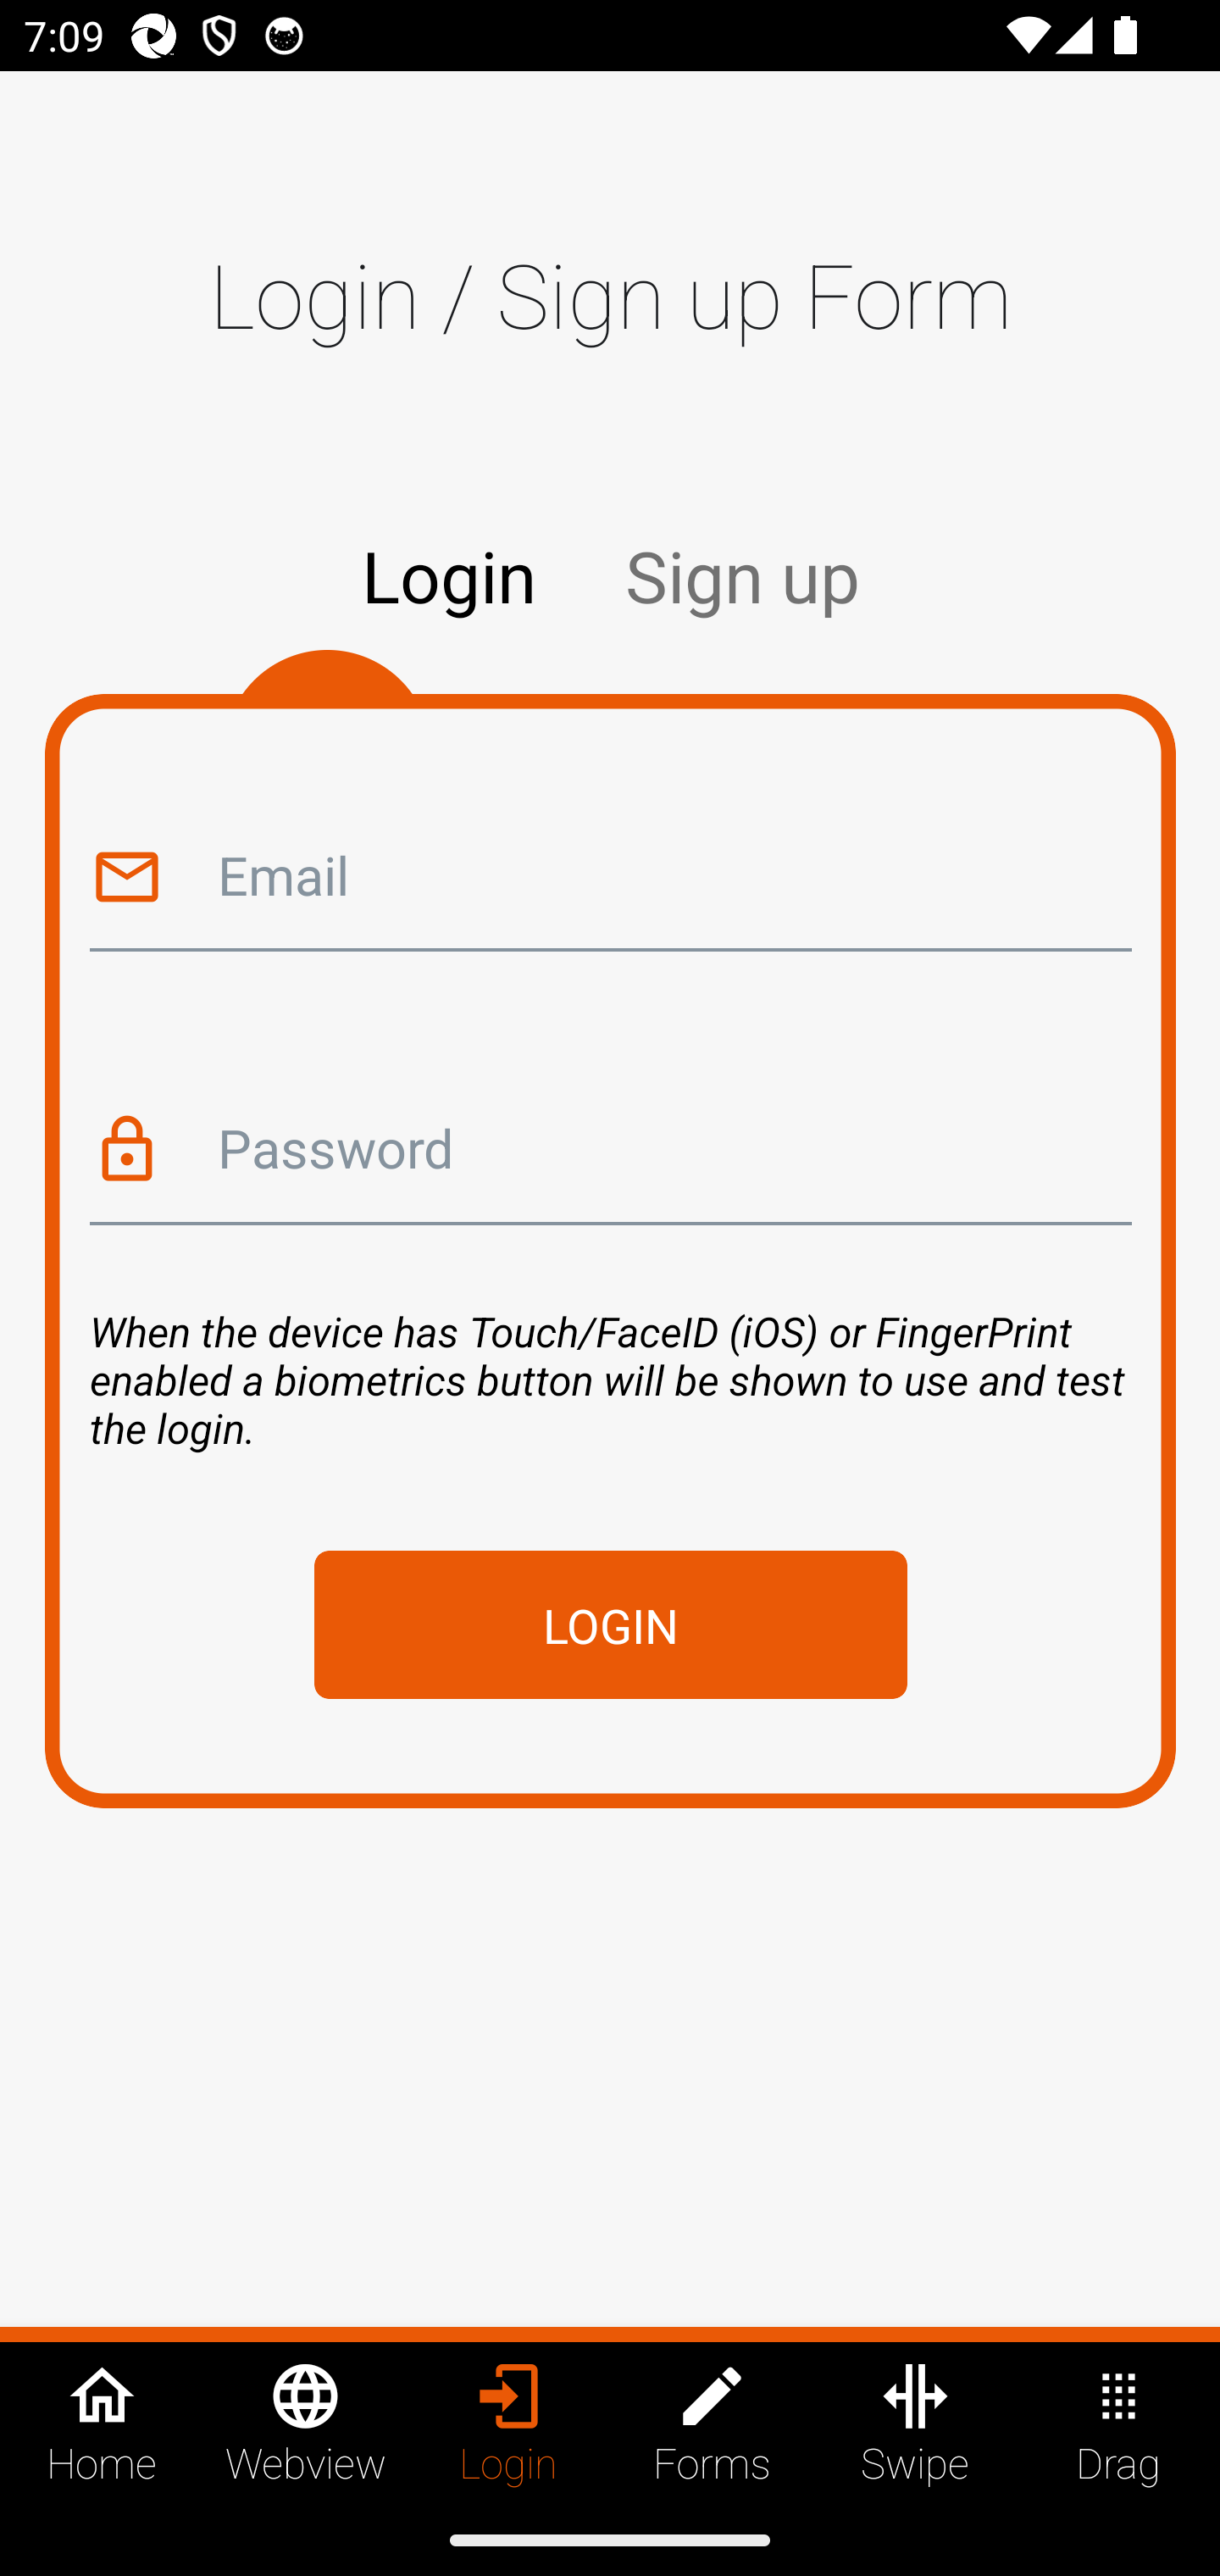 7:09
Login / Sign up Form
Login Sign up
Email
Password
When the device has Touch/FaceID (iOS) or FingerPrint
enabled a biometrics button will be shown to use and test
the login.
LOGIN
Home Webview Login Forms Swipe Drag